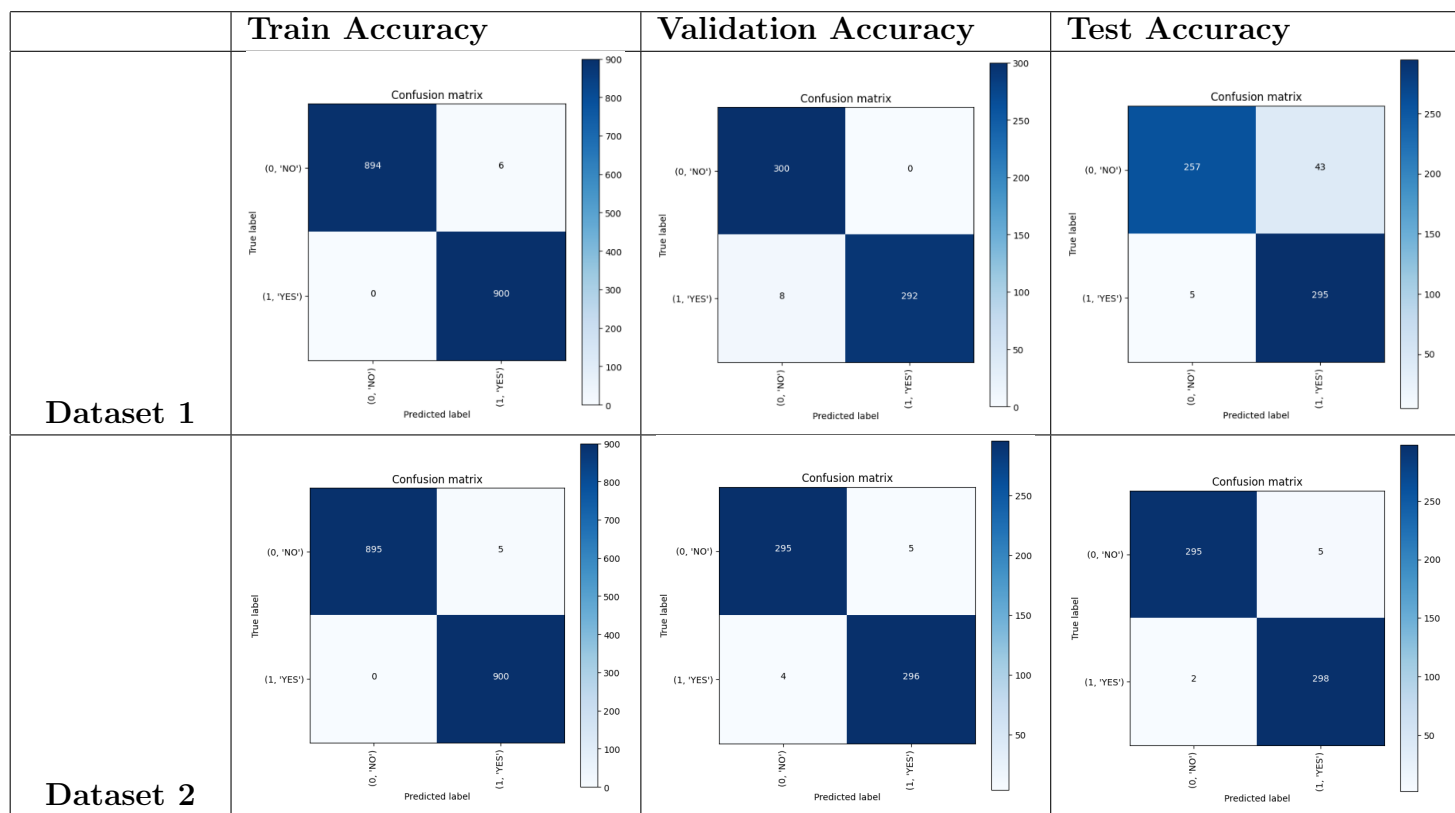 Train Accuracy
Validation Accuracy
Test Accuracy
Dataset 1
Confusion matrix
True label
(0, 'NO')
(1, 'YES')
894
6
0
900
(0, 'NO')
(1, 'YES')
Predicted label
900
800
700
600
500
400
300
200
100
0
Confusion matrix
True label
(0, 'NO')
(1, 'YES')
300
0
8
292
(0, 'NO')
(1, 'YES')
Predicted label
300
250
200
150
100
50
0
Confusion matrix
True label
(0, 'NO')
(1, 'YES')
257
43
5
295
(0, 'NO')
(1, 'YES')
Predicted label
250
200
150
100
50
Dataset 2
Confusion matrix
True label
(0, 'NO')
(1, 'YES')
895
5
0
900
(0, 'NO')
(1, 'YES')
Predicted label
900
800
700
600
500
400
300
200
100
0
Confusion matrix
True label
(0, 'NO')
(1, 'YES')
295
5
4
296
(0, 'NO')
(1, 'YES')
Predicted label
250
200
150
100
50
Confusion matrix
True label
(0, 'NO')
(1, 'YES')
295
5
2
298
(0, 'NO')
(1, 'YES')
Predicted label
250
200
150
100
50